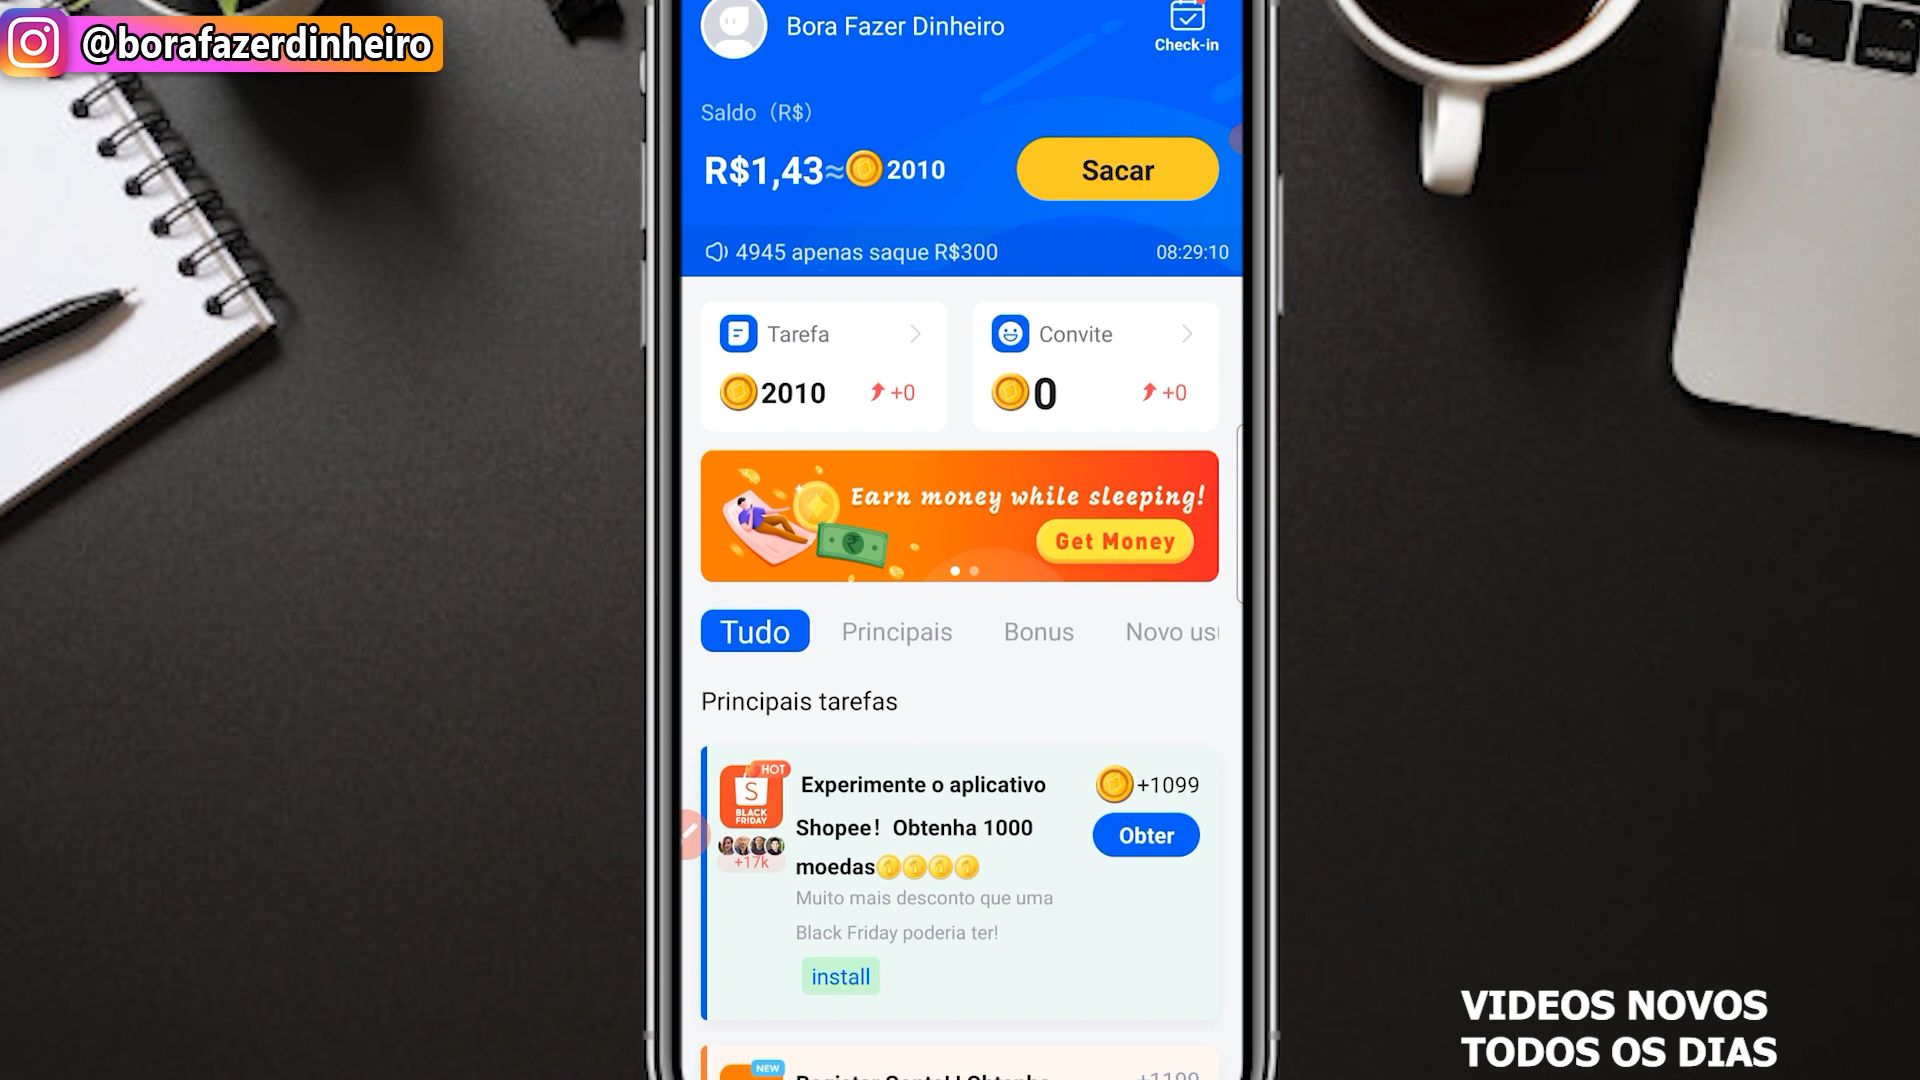 @borafazerdinheiro
Bora Fazer Dinheiro
Check-in
Saldo (R$)
R$1,43≈2010
Sacar
4945 apenas saque R$300
08:29:10
Tarefa
Convite
2010
+0
0
+0
Earn money while sleeping!
Get Money
Tudo
Principais
Bonus
Novo
Principais tarefas
HOT
S
BLACK
FRIDAY
+17k
Experimente o aplicativo
Shopee! Obtenha 1000
moedas
+1099
Obter
Muito mais desconto que uma
Black Friday poderia ter!
install
NEW
VIDEOS NOVOS
TODOS OS DIAS